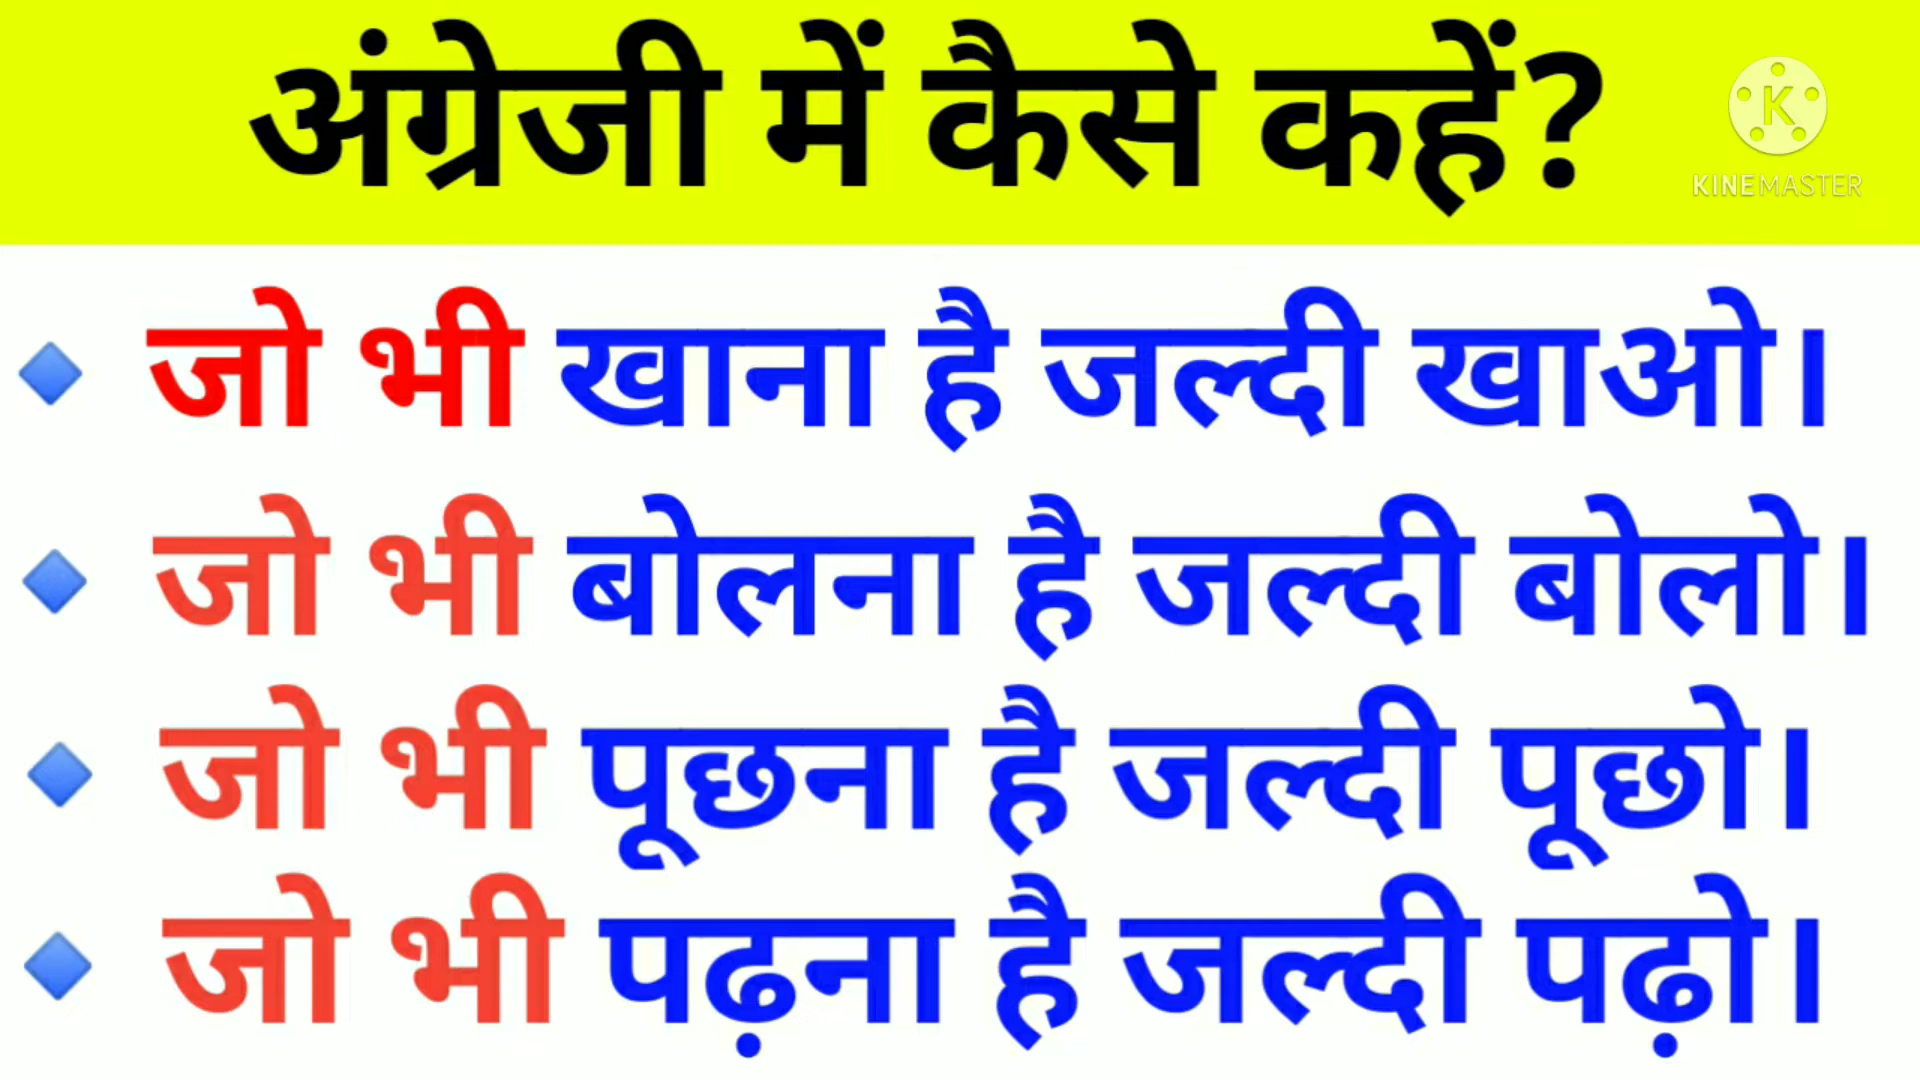 अंग्रेजी में कैसे कहें?
KINEMASTER
जो भी खाना है जल्दी खाओ।
जो भी बोलना है जल्दी बोलो।
जो भी पूछना है जल्दी पूछो।
जो भी पढ़ना है जल्दी पढ़ो।